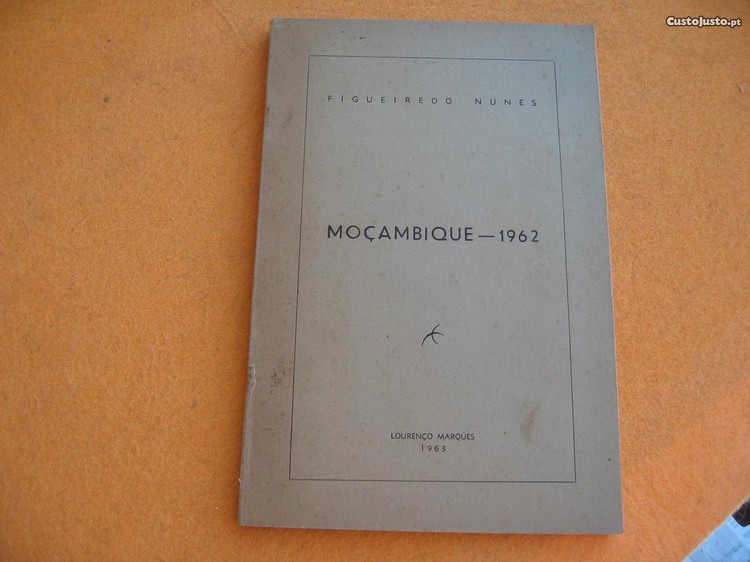 CustoJusto.pt
FIGUEIREDO NUNES
MOÇAMBIQUE — 1962
LOURENÇO MARQUES
1963